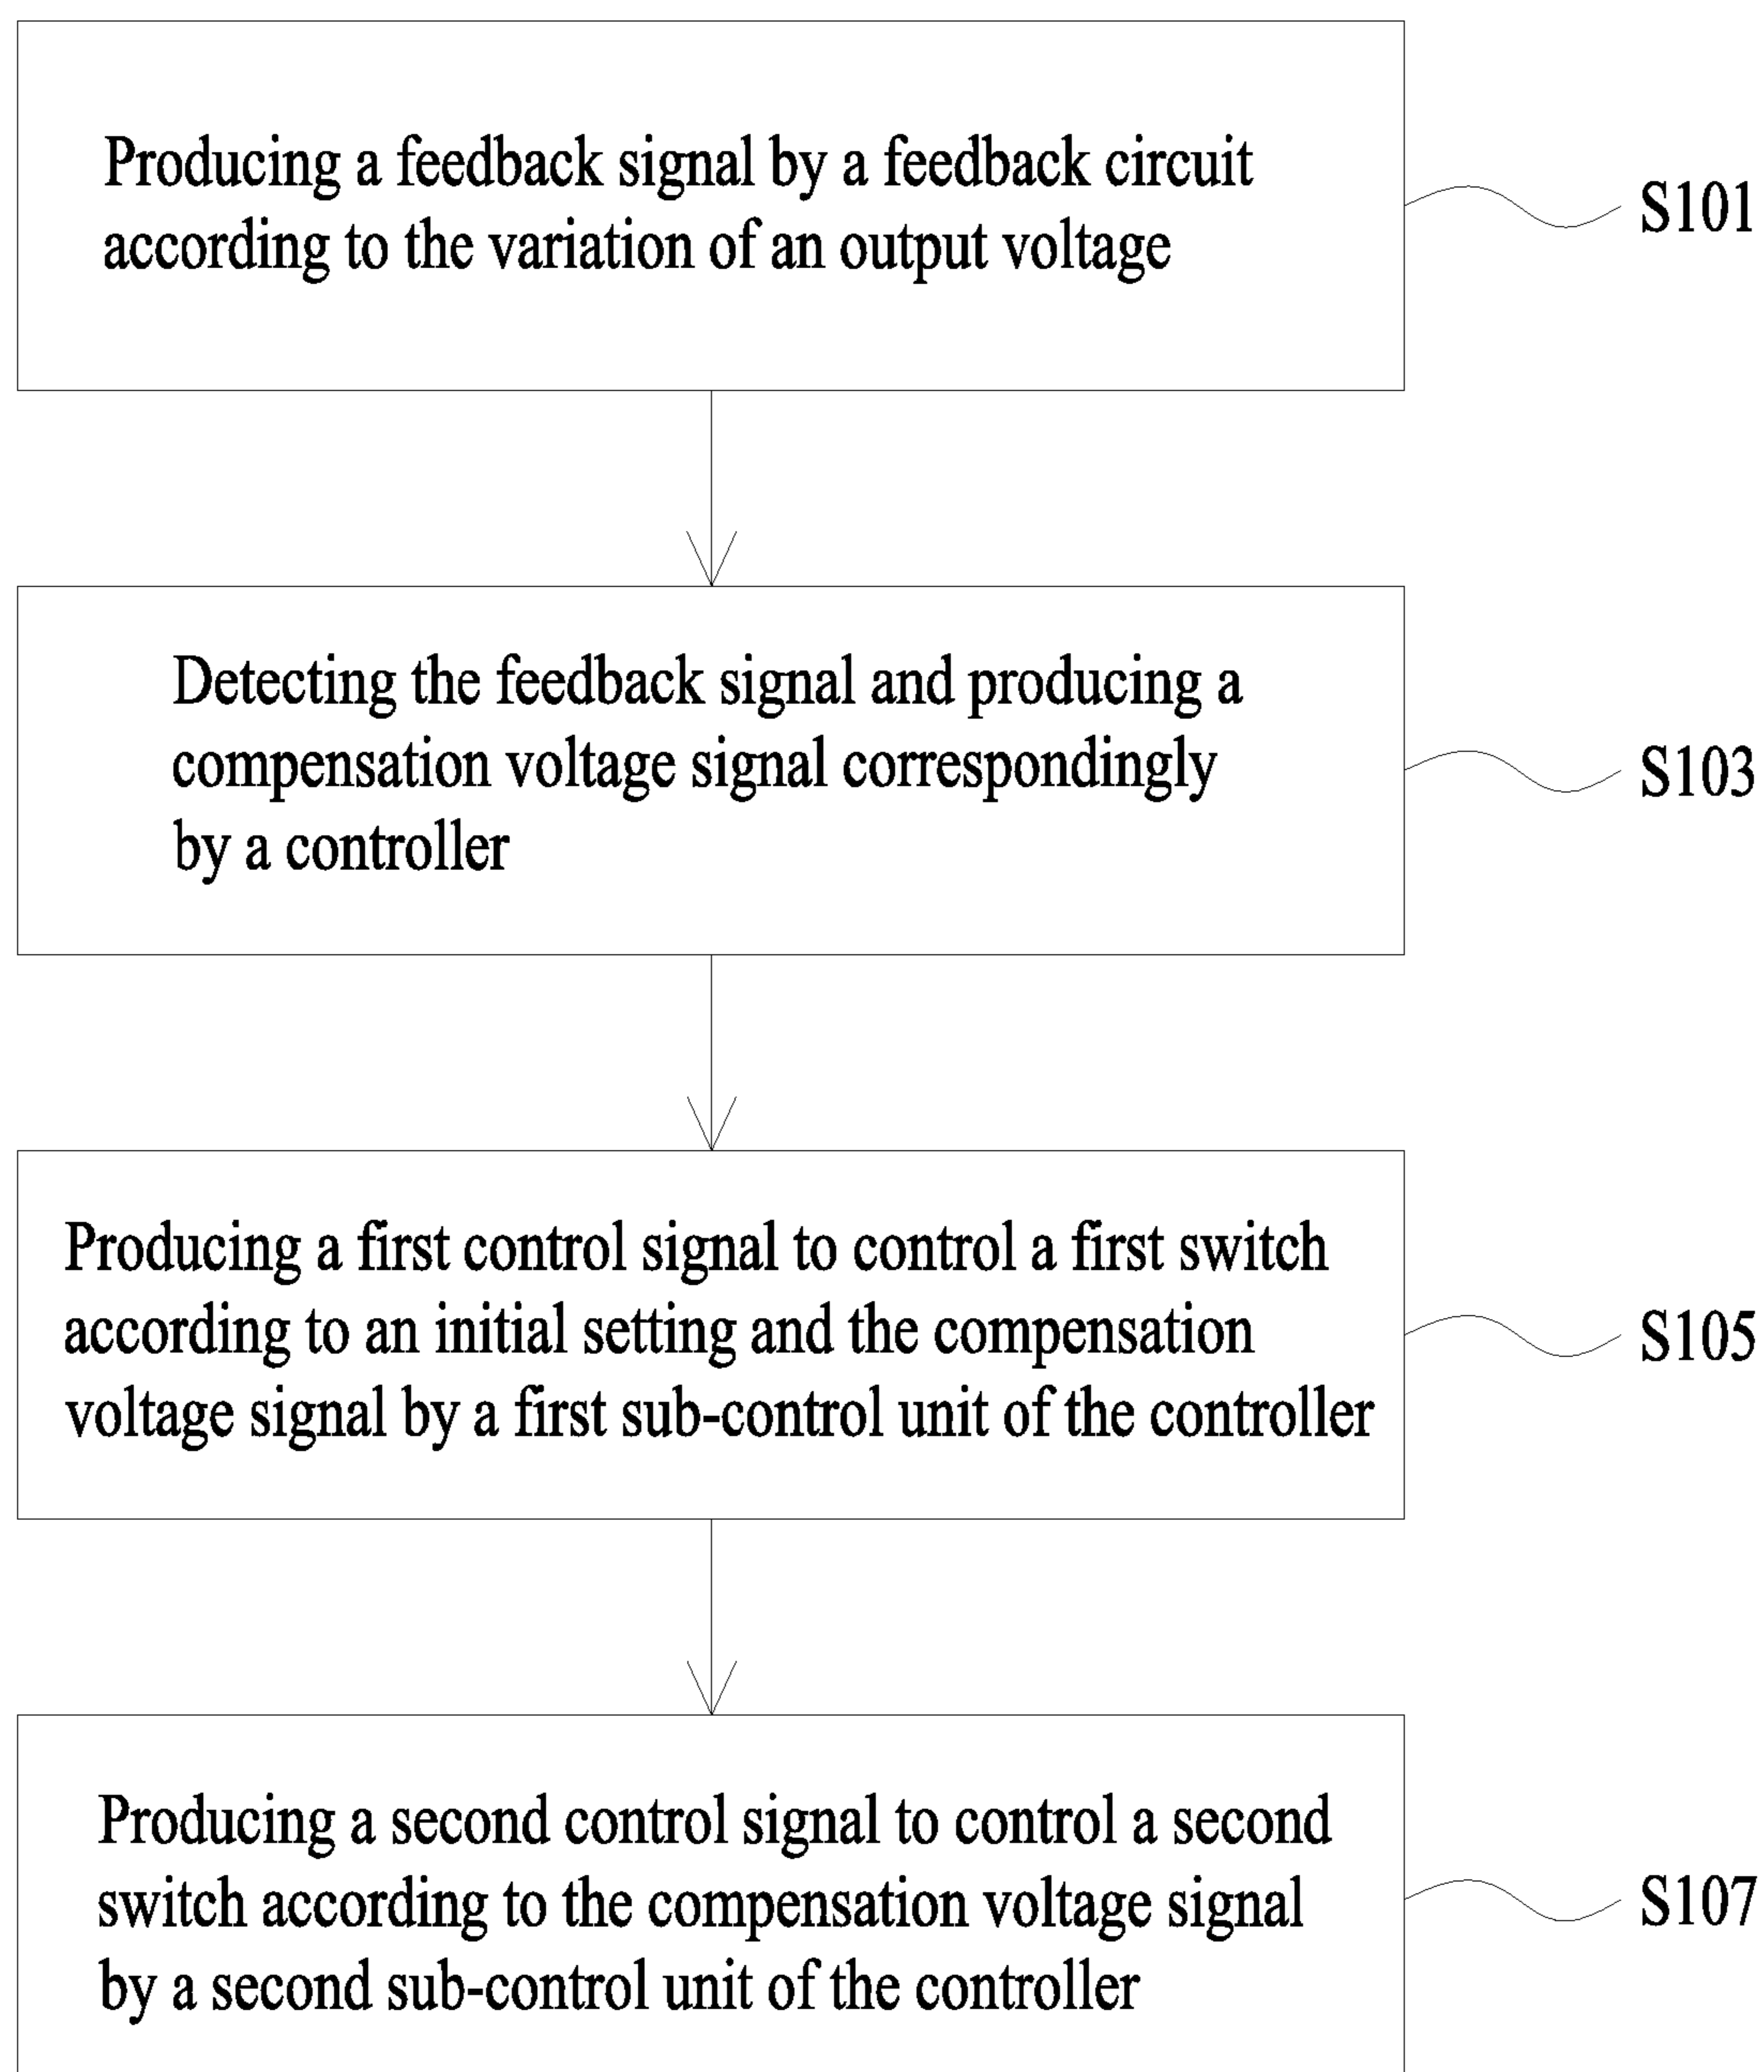 Producing a feedback signal by a feedback circuit
according to the variation of an output voltage
S101
Detecting the feedback signal and producing a
compensation voltage signal correspondingly
by a controller
S103
Producing a first control signal to control a first switch
according to an initial setting and the compensation
voltage signal by a first sub-control unit of the controller
S105
Producing a second control signal to control a second
switch according to the compensation voltage signal
by a second sub-control unit of the controller
S107